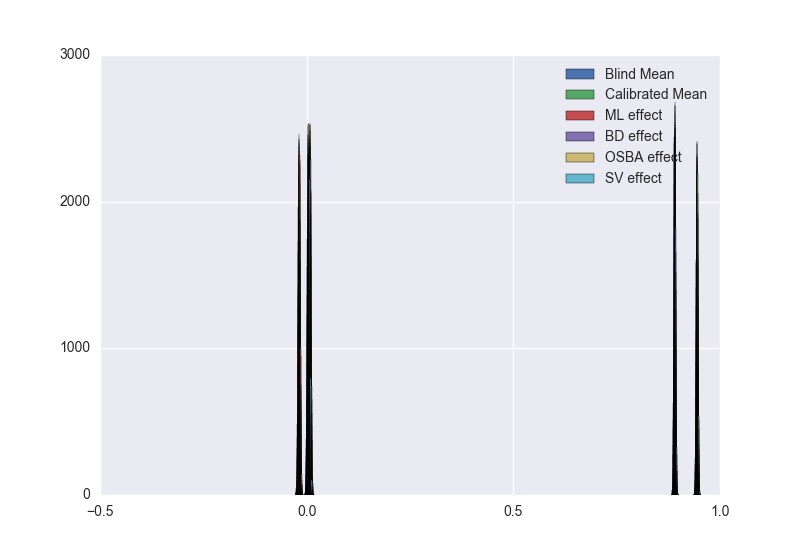 3000
2000
1000
0
−0.5
0.0
0.5
1.0
Blind Mean
Calibrated Mean
ML effect
BD effect
OSBA effect
SV effect